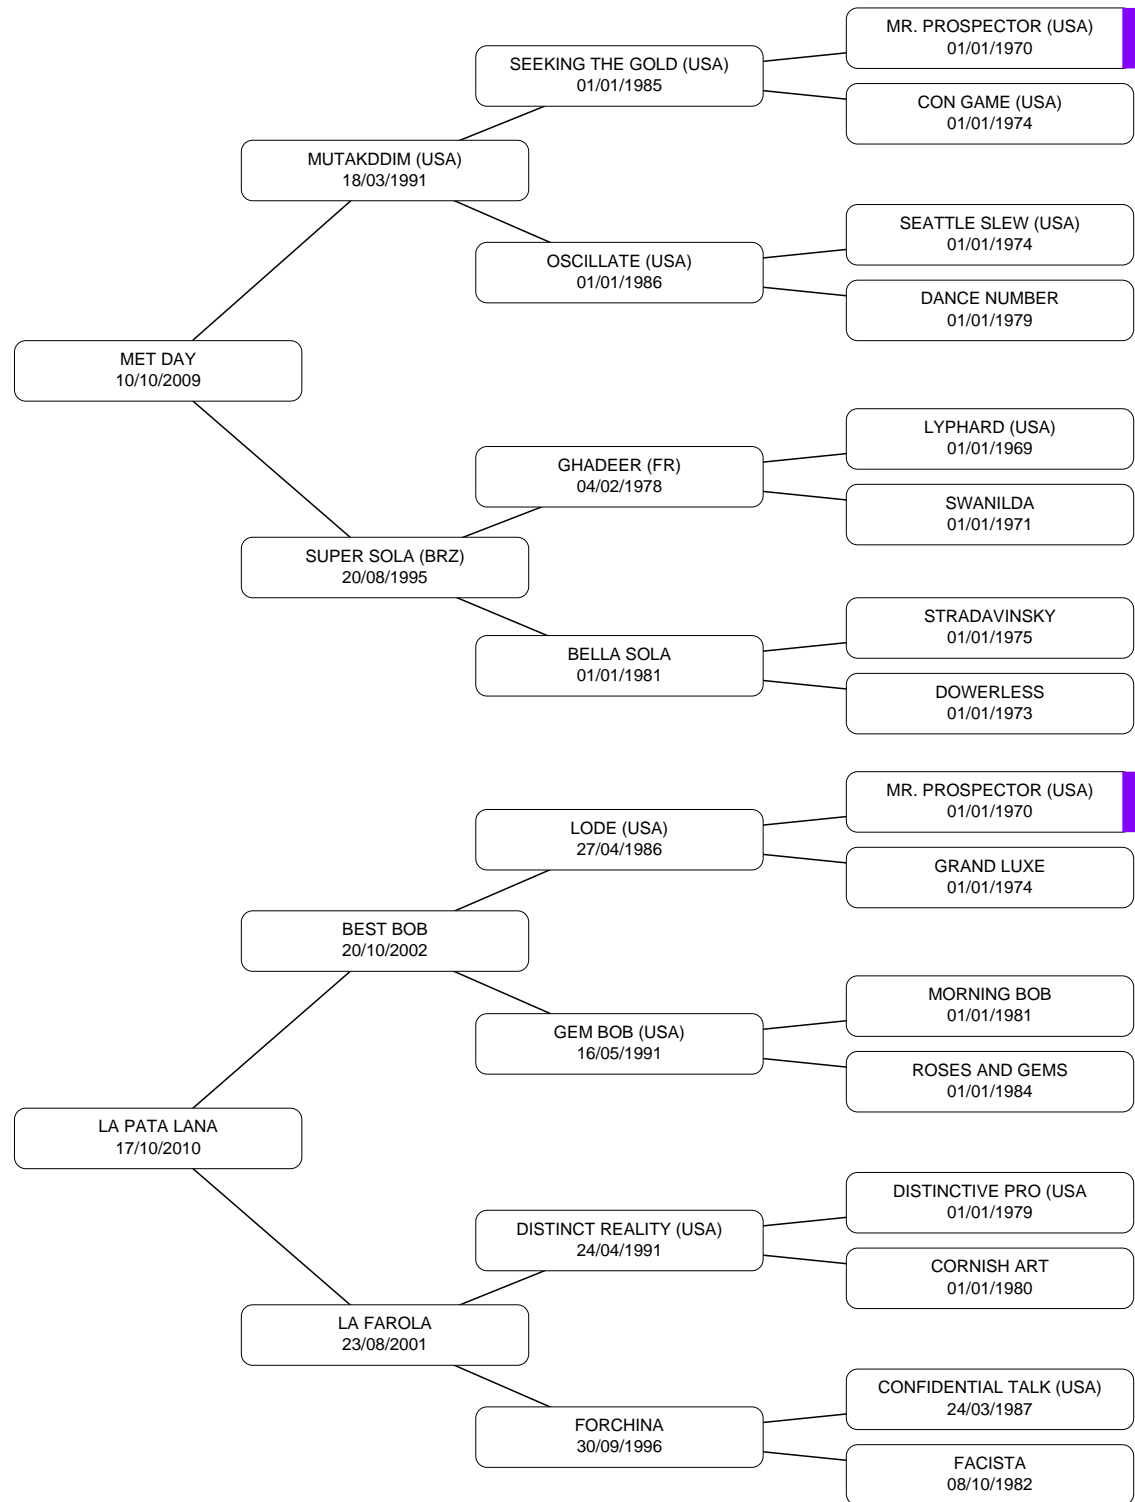 MR. PROSPECTOR (USA)
01/01/1970
SEEKING THE GOLD (USA)
01/01/1985
CON GAME (USA)
01/01/1974
MUTAKDDIM (USA)
18/03/1991
SEATTLE SLEW (USA)
01/01/1974
OSCILLATE (USA)
01/01/1986
DANCE NUMBER
01/01/1979
MET DAY
10/10/2009
LYPHARD (USA)
01/01/1969
GHADEER (FR)
04/02/1978
SWANILDA
01/01/1971
SUPER SOLA (BRZ)
20/08/1995
STRADAVINSKY
01/01/1975
BELLA SOLA
01/01/1981
DOWERLESS
01/01/1973
MR. PROSPECTOR (USA)
01/01/1970
LODE (USA)
27/04/1986
GRAND LUXE
01/01/1974
BEST BOB
20/10/2002
MORNING BOB
01/01/1981
GEM BOB (USA)
16/05/1991
ROSES AND GEMS
01/01/1984
LA PATA LANA
17/10/2010
DISTINCTIVE PRO (USA
01/01/1979
DISTINCT REALITY (USA)
24/04/1991
CORNISH ART
01/01/1980
LA FAROLA
23/08/2001
CONFIDENTIAL TALK (USA)
24/03/1987
FORCHINA
30/09/1996
FACISTA
08/10/1982